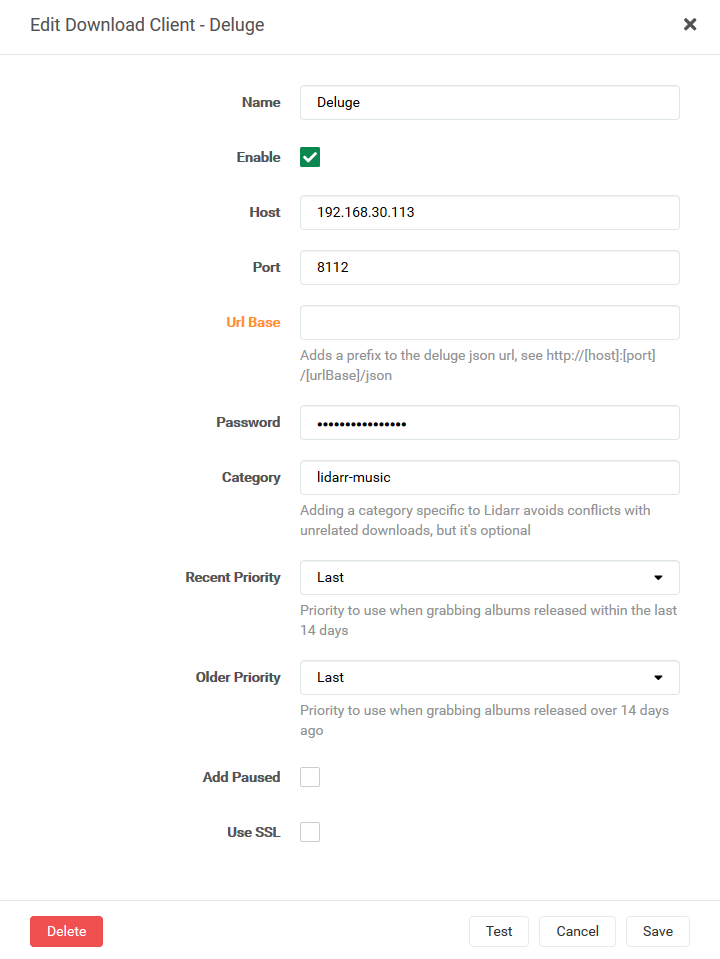 Edit Download Client - Deluge
Name
Deluge
Enable
Host
192.168.30.113
Port
8112
Url Base
Adds a prefix to the deluge json url, see http://[host]:[port]
/[urlBase]/json
Password
••••••••••••••••
Category
lidarr-music
Adding a category specific to Lidarr avoids conflicts with
unrelated downloads, but it's optional
Recent Priority
Last
Priority to use when grabbing albums released within the last
14 days
Older Priority
Last
Priority to use when grabbing albums released over 14 days
ago
Add Paused
Use SSL
Delete
Test
Cancel
Save